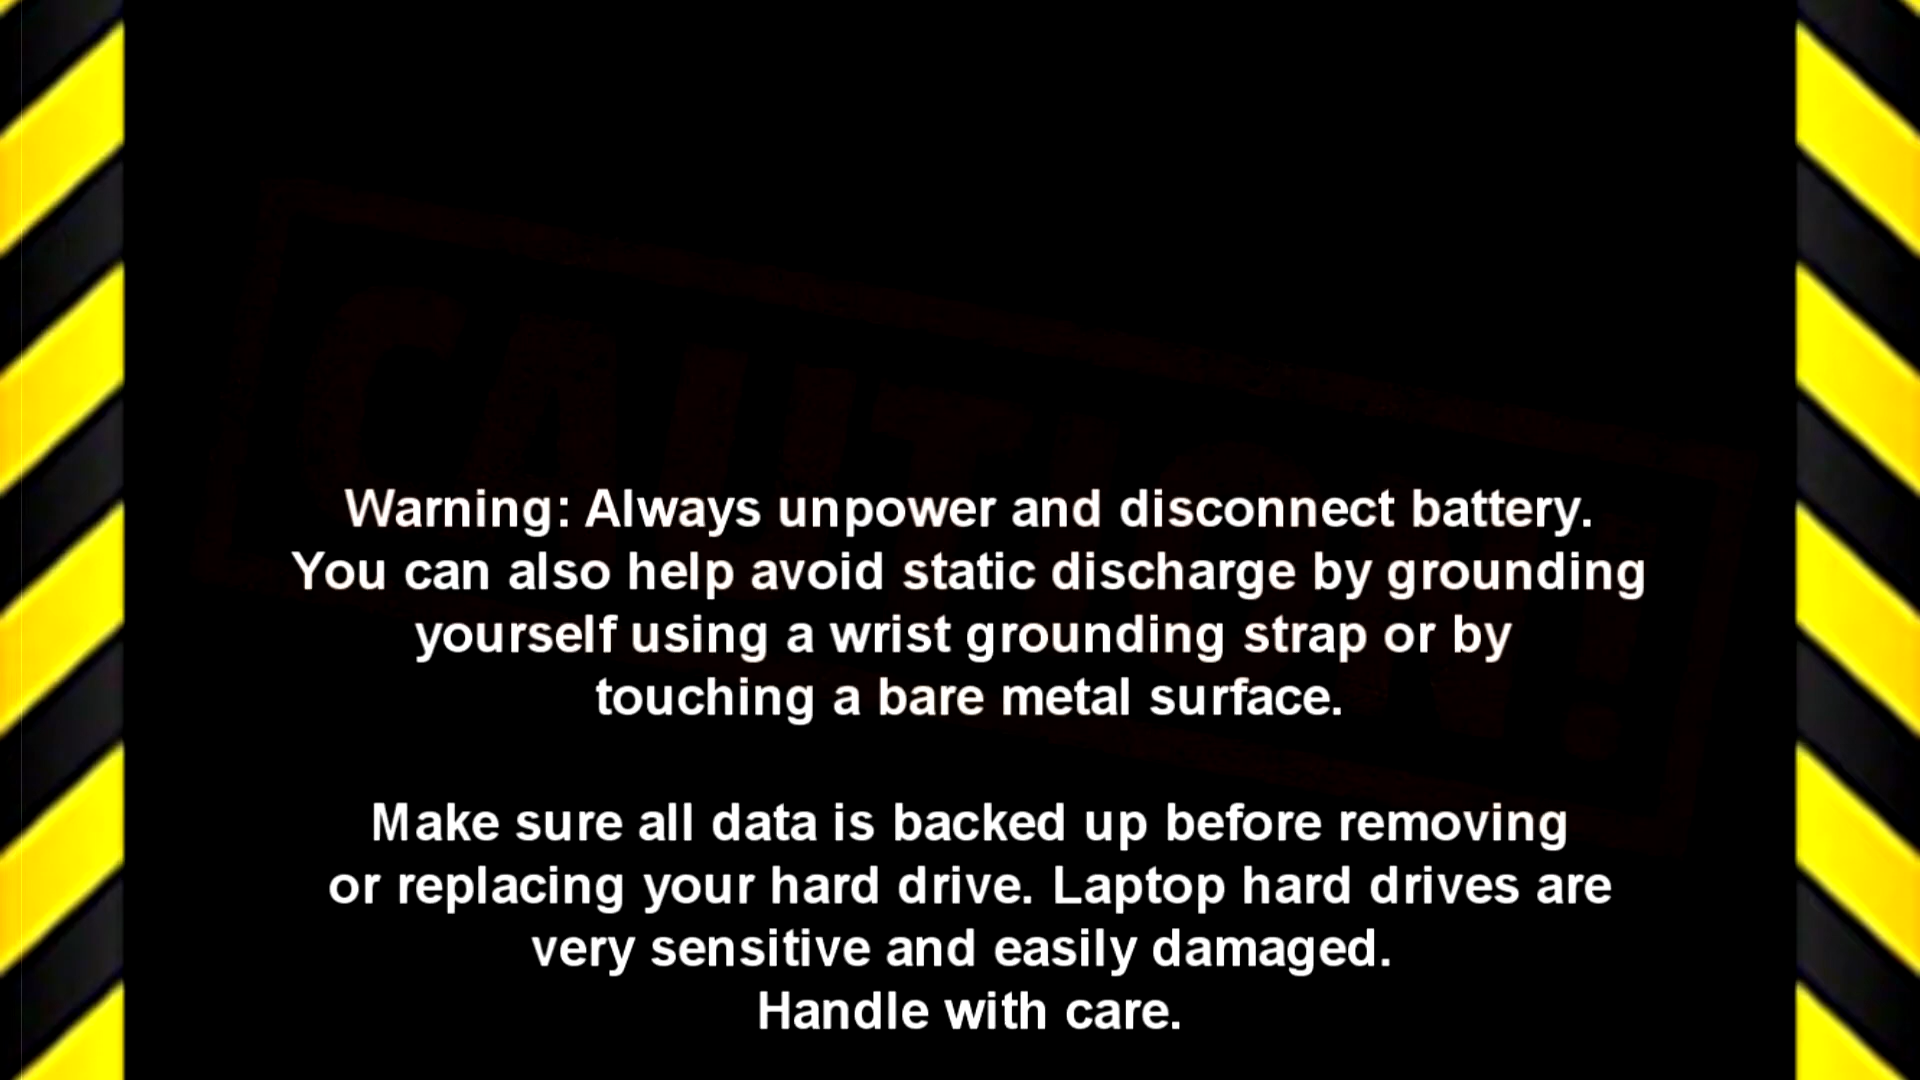 CAUTION!
Warning: Always unpower and disconnect battery.
You can also help avoid static discharge by grounding
yourself using a wrist grounding strap or by
touching a bare metal surface.
Make sure all data is backed up before removing
or replacing your hard drive. Laptop hard drives are
very sensitive and easily damaged.
Handle with care.